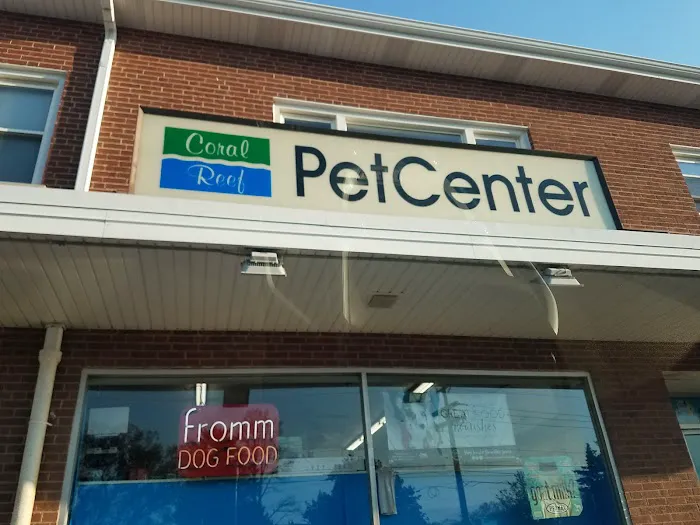 Coral
Reef
PetCenter
fromm
DOG FOOD